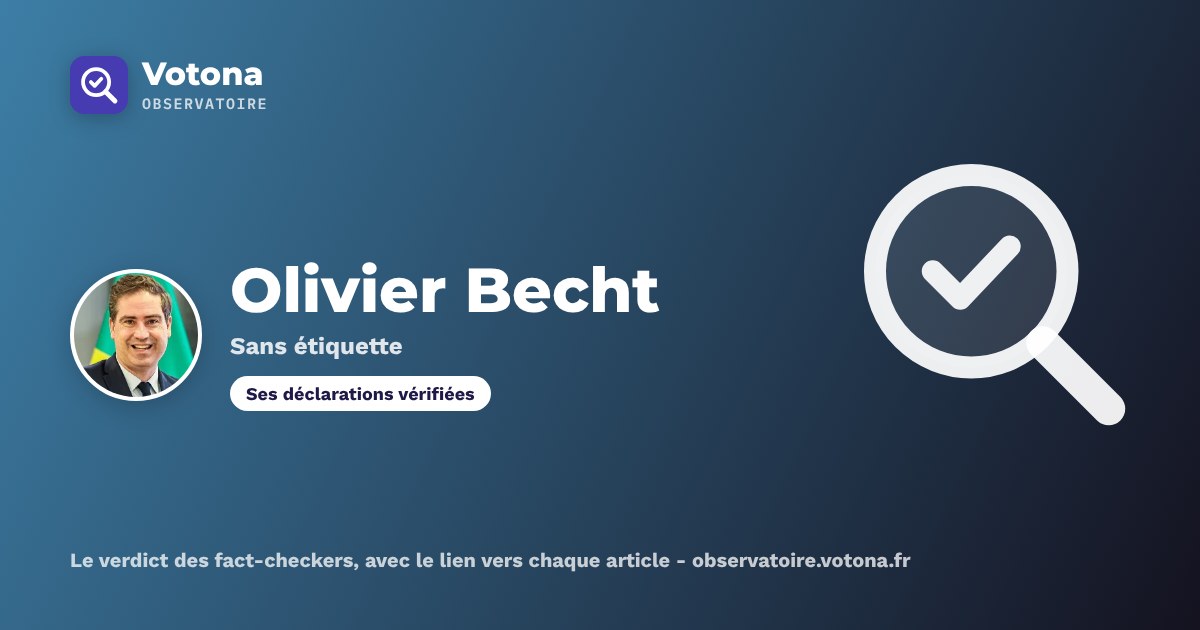 Votona
OBSERVATOIRE
Olivier Becht
Sans étiquette
Ses déclarations vérifiées
Le verdict des fact-checkers, avec le lien vers chaque article - observatoire.votona.fr